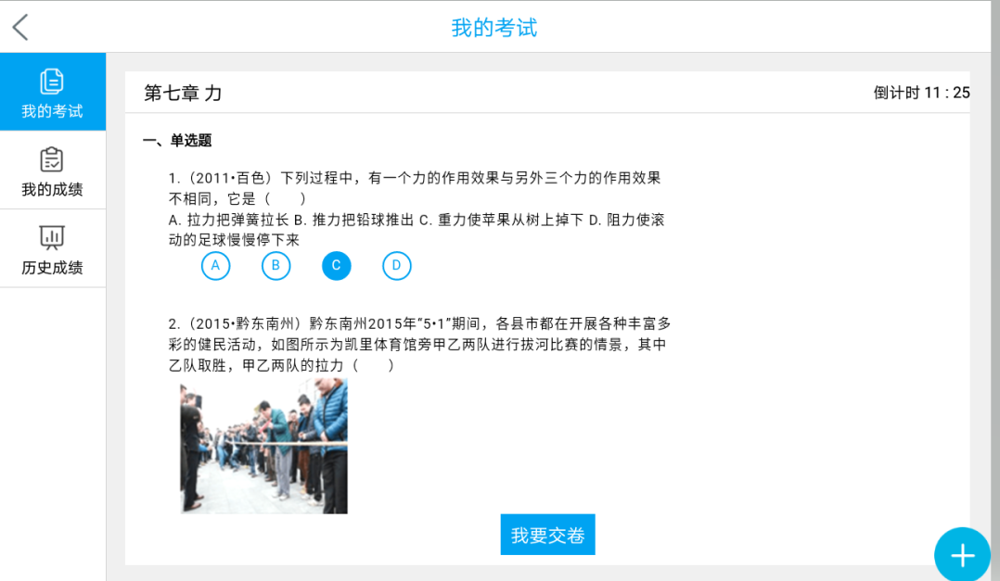 我的考试
我的考试
我的成绩
历史成绩
第七章 力
倒计时 11 : 25
一、单选题
1.（2011•百色）下列过程中，有一个力的作用效果与另外三个力的作用效果
不相同，它是（　　）
A. 拉力把弹簧拉长 B. 推力把铅球推出 C. 重力使苹果从树上掉下 D. 阻力使滚
动的足球慢慢停下来
A B C D
2.（2015•黔东南州）黔东南州2015年“5•1”期间，各县市都在开展各种丰富多
彩的健民活动，如图所示为凯里体育馆旁甲乙两队进行拔河比赛的情景，其中
乙队取胜，甲乙两队的拉力（　　）
我要交卷